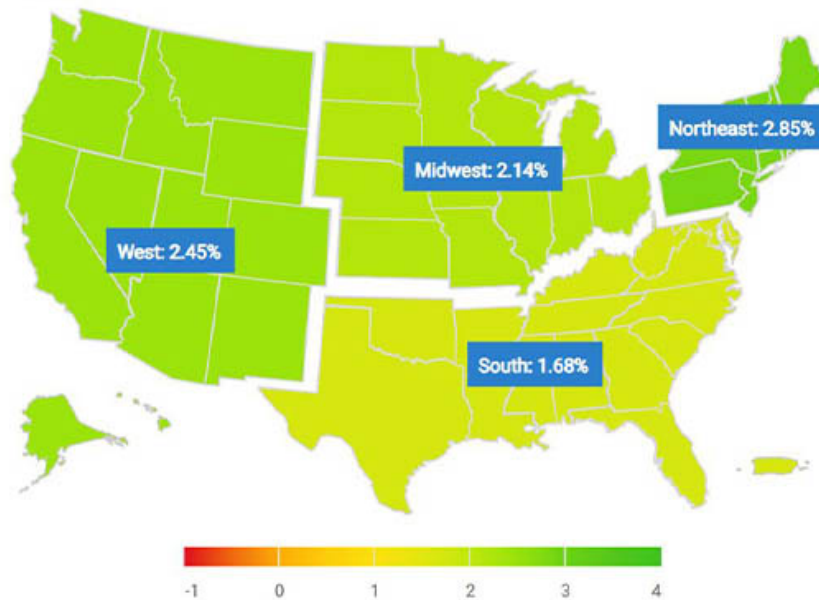 Northeast: 2.85%
Midwest: 2.14%
West: 2.45%
South: 1.68%
-1 0 1 2 3 4